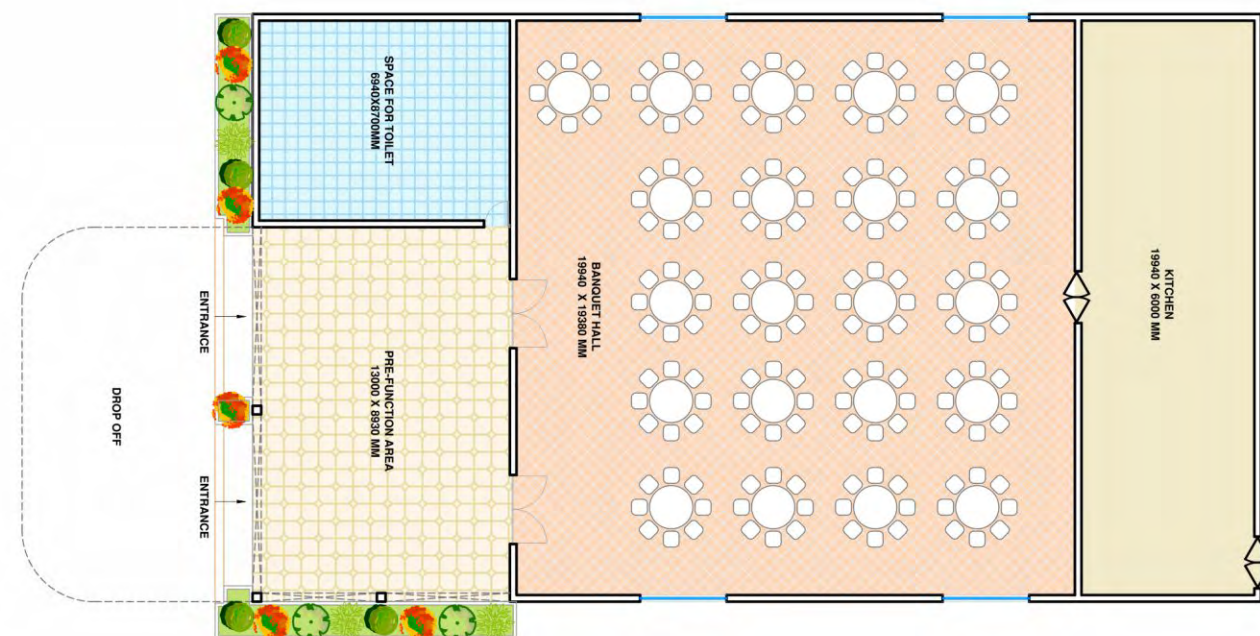 SPACE FOR TOILET
6940X8700MM
ENTRANCE
DROP OFF
ENTRANCE
PRE-FUNCTION AREA
13000 X 8930 MM
BANQUET HALL
19940 X 19380 MM
KITCHEN
19940 X 6000 MM